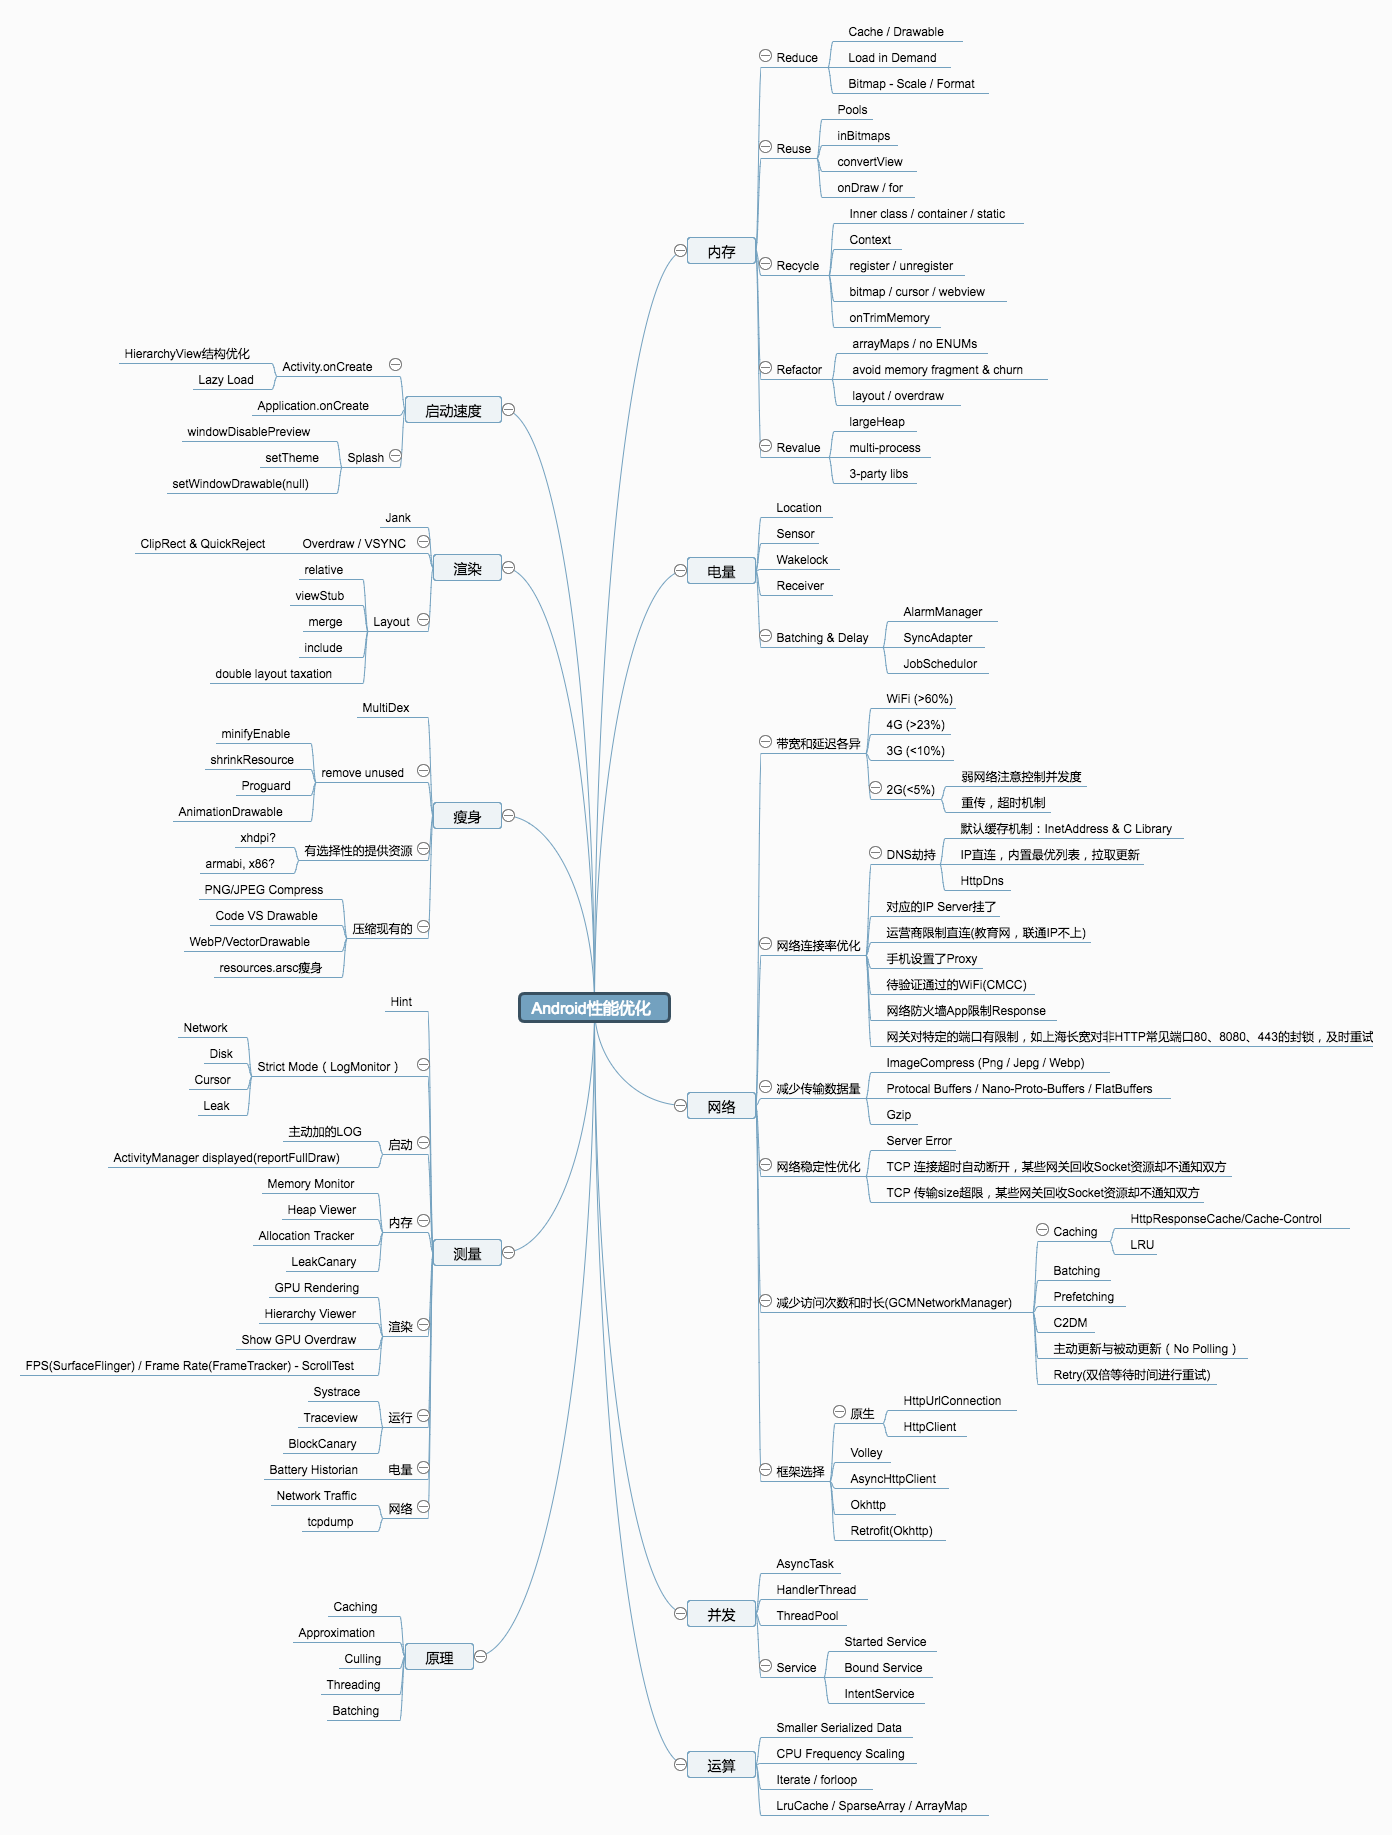 Android性能优化
内存
Reduce
Cache / Drawable
Load in Demand
Bitmap - Scale / Format
Reuse
Pools
inBitmaps
convertView
onDraw / for
Recycle
Inner class / container / static
Context
register / unregister
bitmap / cursor / webview
onTrimMemory
Refactor
arrayMaps / no ENUMs
avoid memory fragment & churn
layout / overdraw
Revalue
largeHeap
multi-process
3-party libs
电量
Location
Sensor
Wakelock
Receiver
Batching & Delay
AlarmManager
SyncAdapter
JobSchedulor
网络
带宽和延迟各异
WiFi (>60%)
4G (>23%)
3G (<10%)
2G(<5%)
弱网络注意控制并发度
重传，超时机制
网络连接率优化
DNS劫持
默认缓存机制：InetAddress & C Library
IP直连，内置最优列表，拉取更新
HttpDns
对应的IP Server挂了
运营商限制直连(教育网，联通IP不上)
手机设置了Proxy
待验证通过的WiFi(CMCC)
网络防火墙App限制Response
网关对特定的端口有限制，如上海长宽对非HTTP常见端口80、8080、443的封锁，及时重试
减少传输数据量
ImageCompress (Png / Jepg / Webp)
Protocal Buffers / Nano-Proto-Buffers / FlatBuffers
Gzip
网络稳定性优化
Server Error
TCP 连接超时自动断开，某些网关回收Socket资源却不通知双方
TCP 传输size超限，某些网关回收Socket资源却不通知双方
减少访问次数和时长(GCMNetworkManager)
Caching
HttpResponseCache/Cache-Control
LRU
Batching
Prefetching
C2DM
主动更新与被动更新（No Polling）
Retry(双倍等待时间进行重试)
框架选择
原生
HttpUrlConnection
HttpClient
Volley
AsyncHttpClient
Okhttp
Retrofit(Okhttp)
并发
AsyncTask
HandlerThread
ThreadPool
Service
Started Service
Bound Service
IntentService
运算
Smaller Serialized Data
CPU Frequency Scaling
Iterate / forloop
LruCache / SparseArray / ArrayMap
启动速度
Activity.onCreate
HierarchyView结构优化
Lazy Load
Application.onCreate
Splash
windowDisablePreview
setTheme
setWindowDrawable(null)
渲染
Jank
Overdraw / VSYNC
ClipRect & QuickReject
Layout
relative
viewStub
merge
include
double layout taxation
瘦身
MultiDex
remove unused
minifyEnable
shrinkResource
Proguard
AnimationDrawable
有选择性的提供资源
xhdpi?
armabi, x86?
压缩现有的
PNG/JPEG Compress
Code VS Drawable
WebP/VectorDrawable
resources.arsc瘦身
测量
Hint
Strict Mode（LogMonitor）
Network
Disk
Cursor
Leak
启动
主动加的LOG
ActivityManager displayed(reportFullDraw)
内存
Memory Monitor
Heap Viewer
Allocation Tracker
LeakCanary
渲染
GPU Rendering
Hierarchy Viewer
Show GPU Overdraw
FPS(SurfaceFlinger) / Frame Rate(FrameTracker) - ScrollTest
运行
Systrace
Traceview
BlockCanary
电量
Battery Historian
网络
Network Traffic
tcpdump
原理
Caching
Approximation
Culling
Threading
Batching